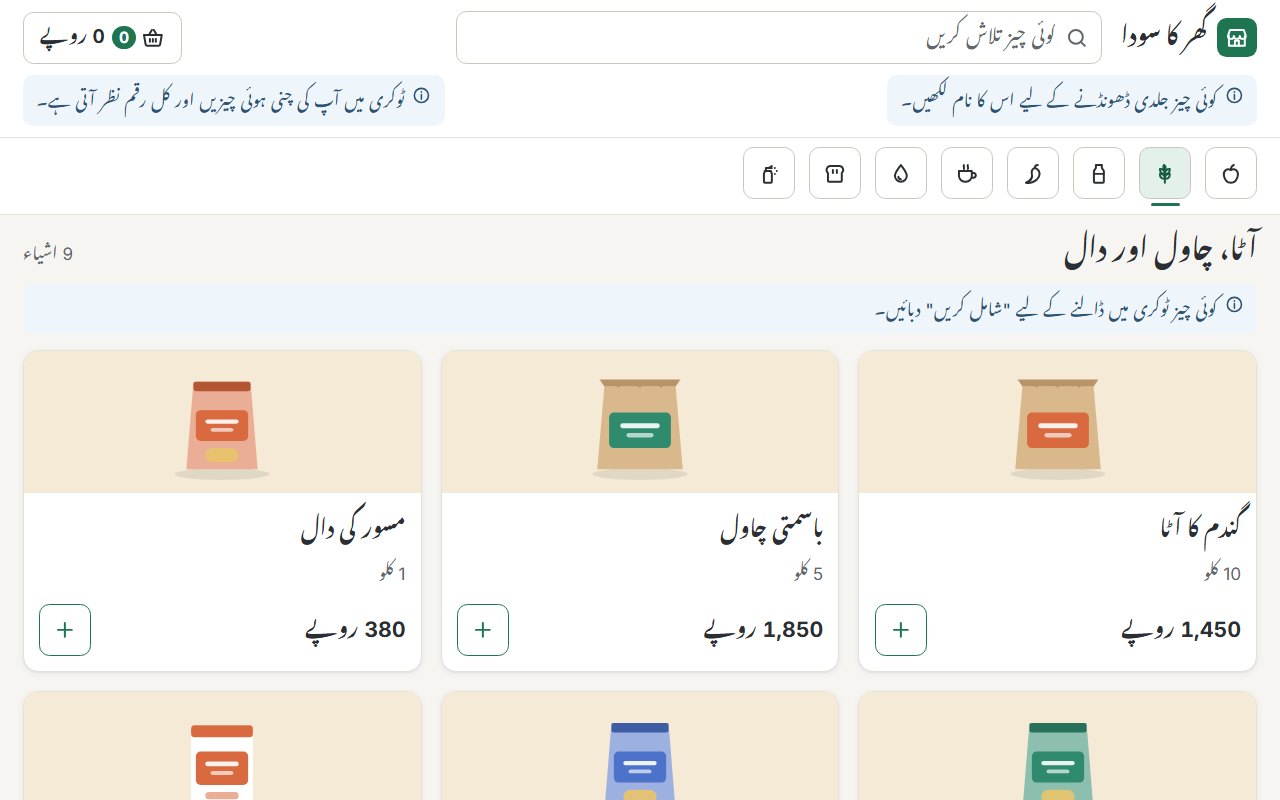 گھر کا سودا
کوئی چیز تلاش کریں
0 0 روپے
کوئی چیز جلدی ڈھونڈنے کے لیے اس کا نام لکھیں۔
ٹوکری میں آپ کی چنی ہوئی چیزیں اور کل رقم نظر آتی ہے۔
آٹا، چاول اور دال
9 اشیاء
کوئی چیز ٹوکری میں ڈالنے کے لیے "شامل کریں" دبائیں۔
گندم کا آٹا
10 کلو
1,450 روپے
باسمتی چاول
5 کلو
1,850 روپے
مسور کی دال
1 کلو
380 روپے